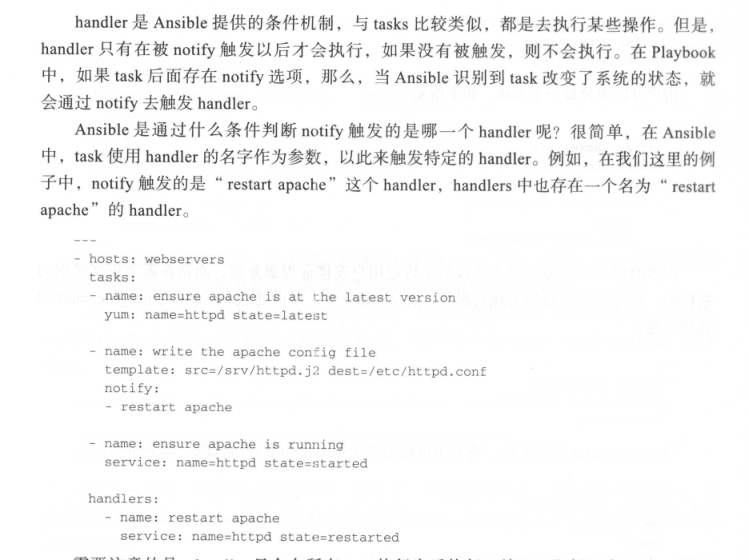 handler 是 Ansible 提供的条件机制，与 tasks 比较类似，都是去执行某些操作。但是，
handler 只有在被 notify 触发以后才会执行，如果没有被触发，则不会执行。在 Playbook
中，如果 task 后面存在 notify 选项，那么，当 Ansible 识别到 task 改变了系统的状态，就
会通过 notify 去触发 handler。
Ansible 是通过什么条件判断 notify 触发的是哪一个 handler 呢？很简单，在 Ansible
中，task 使用 handler 的名字作为参数，以此来触发特定的 handler。例如，在我们这里的例
子中，notify 触发的是“ restart apache”这个 handler，handlers 中也存在一个名为“ restart
apache”的 handler。
---
- hosts: webservers
tasks:
- name: ensure apache is at the latest version
yum: name=httpd state=latest
- name: write the apache config file
template: src=/srv/httpd.j2 dest=/etc/httpd.conf
notify:
- restart apache
- name: ensure apache is running
service: name=httpd state=started
handlers:
- name: restart apache
service: name=httpd state=restarted